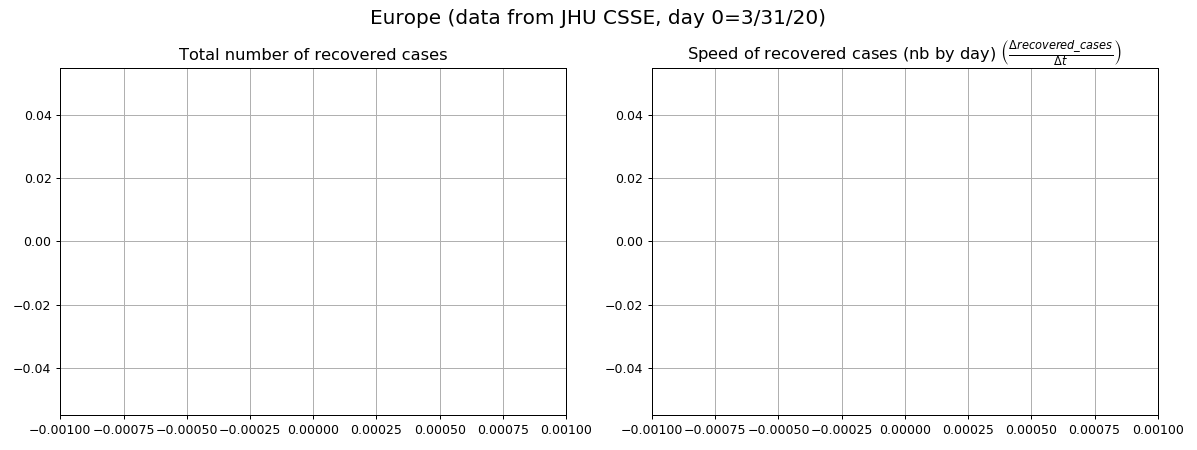 Europe (data from JHU CSSE, day 0=3/31/20)
Total number of recovered cases
0.04
0.02
0.00
−0.02
−0.04
−0.00100 −0.00075 −0.00050 −0.00025 0.00000 0.00025 0.00050 0.00075 0.00100
Speed of recovered cases (nb by day) (Δrecovered_cases/Δt)
0.04
0.02
0.00
−0.02
−0.04
−0.00100 −0.00075 −0.00050 −0.00025 0.00000 0.00025 0.00050 0.00075 0.00100